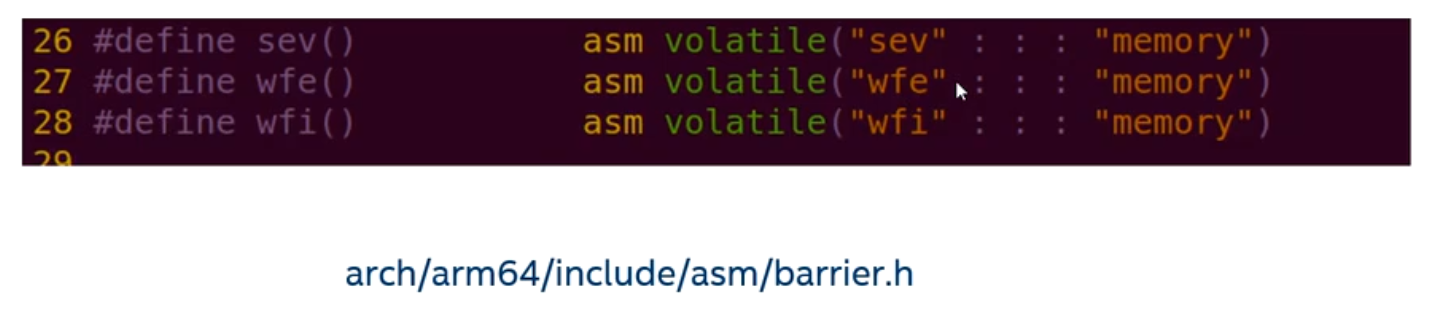 26 #define sev() asm volatile("sev" : : : "memory")
27 #define wfe() asm volatile("wfe" : : : "memory")
28 #define wfi() asm volatile("wfi" : : : "memory")
29
arch/arm64/include/asm/barrier.h